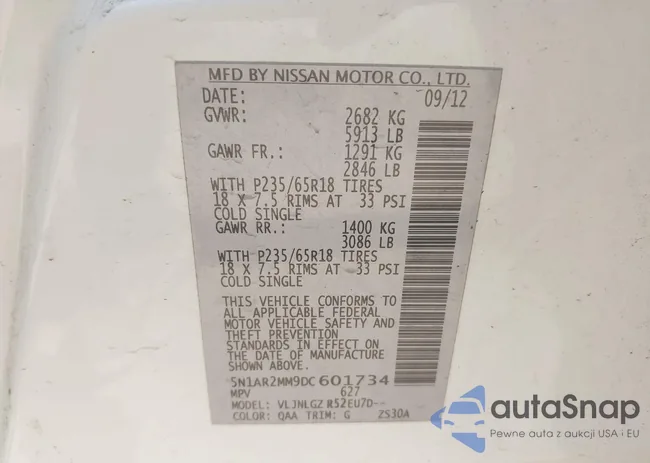 MFD BY NISSAN MOTOR CO., LTD.
DATE: 09/12
GVWR: 2682 KG
5913 LB
GAWR FR.: 1291 KG
2846 LB
WITH P235/65R18 TIRES
18 X 7.5 RIMS AT 33 PSI
COLD SINGLE
GAWR RR.: 1400 KG
3086 LB
WITH P235/65R18 TIRES
18 X 7.5 RIMS AT 33 PSI
COLD SINGLE
THIS VEHICLE CONFORMS TO
ALL APPLICABLE FEDERAL
MOTOR VEHICLE SAFETY AND
THEFT PREVENTION
STANDARDS IN EFFECT ON
THE DATE OF MANUFACTURE
SHOWN ABOVE.
5N1AR2MM9DC601734
MPV 627
MODEL: VLJNLGZ R52EU7D--
COLOR: QAA TRIM: G ZS30A
autaSnap
Pewne auta z aukcji USA i EU